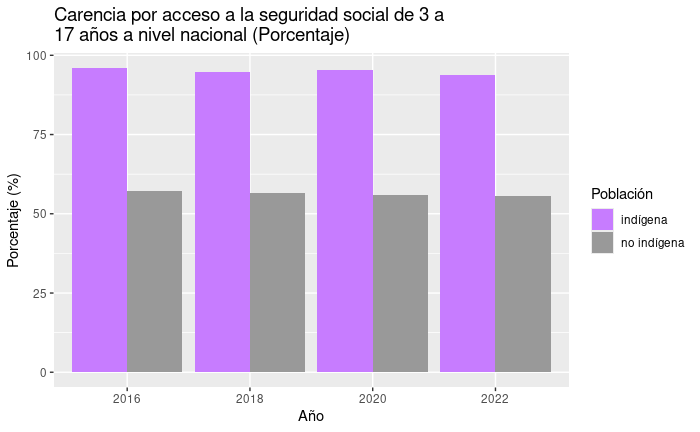 Carencia por acceso a la seguridad social de 3 a
17 años a nivel nacional (Porcentaje)
100
75
50
25
0
Porcentaje (%)
2016
2018
2020
2022
Año
Población
indígena
no indígena